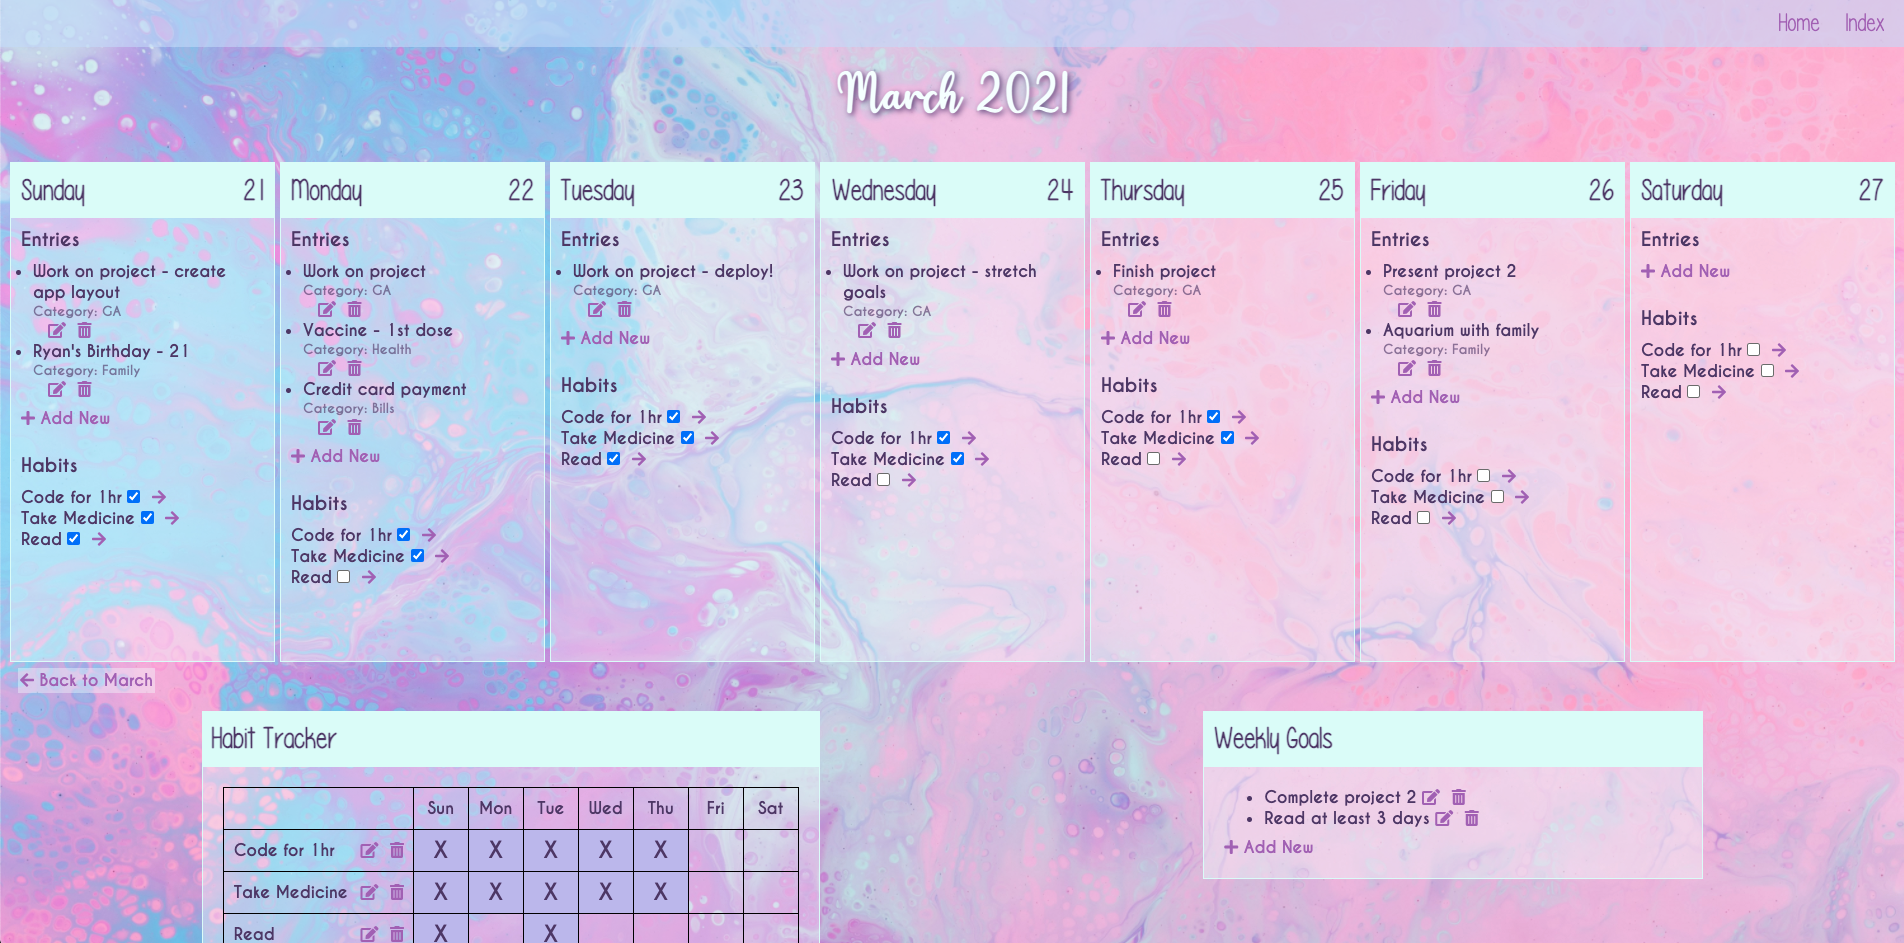 Home Index
March 2021
Sunday 21
Entries
Work on project - create
app layout
Category: GA
Ryan's Birthday - 21
Category: Family
Add New
Habits
Code for 1hr
Take Medicine
Read
Monday 22
Entries
Work on project
Category: GA
Vaccine - 1st dose
Category: Health
Credit card payment
Category: Bills
Add New
Habits
Code for 1hr
Take Medicine
Read
Tuesday 23
Entries
Work on project - deploy!
Category: GA
Add New
Habits
Code for 1hr
Take Medicine
Read
Wednesday 24
Entries
Work on project - stretch
goals
Category: GA
Add New
Habits
Code for 1hr
Take Medicine
Read
Thursday 25
Entries
Finish project
Category: GA
Add New
Habits
Code for 1hr
Take Medicine
Read
Friday 26
Entries
Present project 2
Category: GA
Aquarium with family
Category: Family
Add New
Habits
Code for 1hr
Take Medicine
Read
Saturday 27
Entries
Add New
Habits
Code for 1hr
Take Medicine
Read
Back to March
Habit Tracker
Sun Mon Tue Wed Thu Fri Sat
Code for 1hr X X X X X
Take Medicine X X X X X
Read X X
Weekly Goals
Complete project 2
Read at least 3 days
Add New